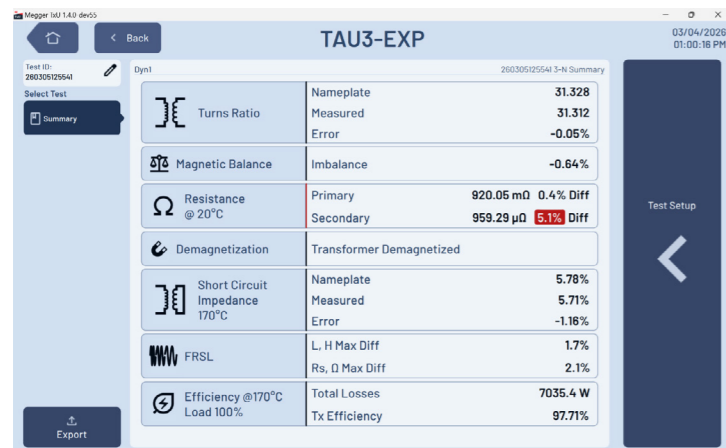 Megger TxU 1.4.0 dev55
Back
TAU3-EXP
03/04/2026
01:00:16 PM
Test ID:
260305125541
Select Test
Summary
Export
Dyn1
260305125541 3-N Summary
Turns Ratio
Nameplate 31.328
Measured 31.312
Error -0.05%
Magnetic Balance
Imbalance -0.64%
Resistance
@ 20°C
Primary 920.05 mΩ 0.4% Diff
Secondary 959.29 µΩ 5.1% Diff
Demagnetization
Transformer Demagnetized
Short Circuit
Impedance
170°C
Nameplate 5.78%
Measured 5.71%
Error -1.16%
FRSL
L, H Max Diff 1.7%
Rs, Ω Max Diff 2.1%
Efficiency @170°C
Load 100%
Total Losses 7035.4 W
Tx Efficiency 97.71%
Test Setup